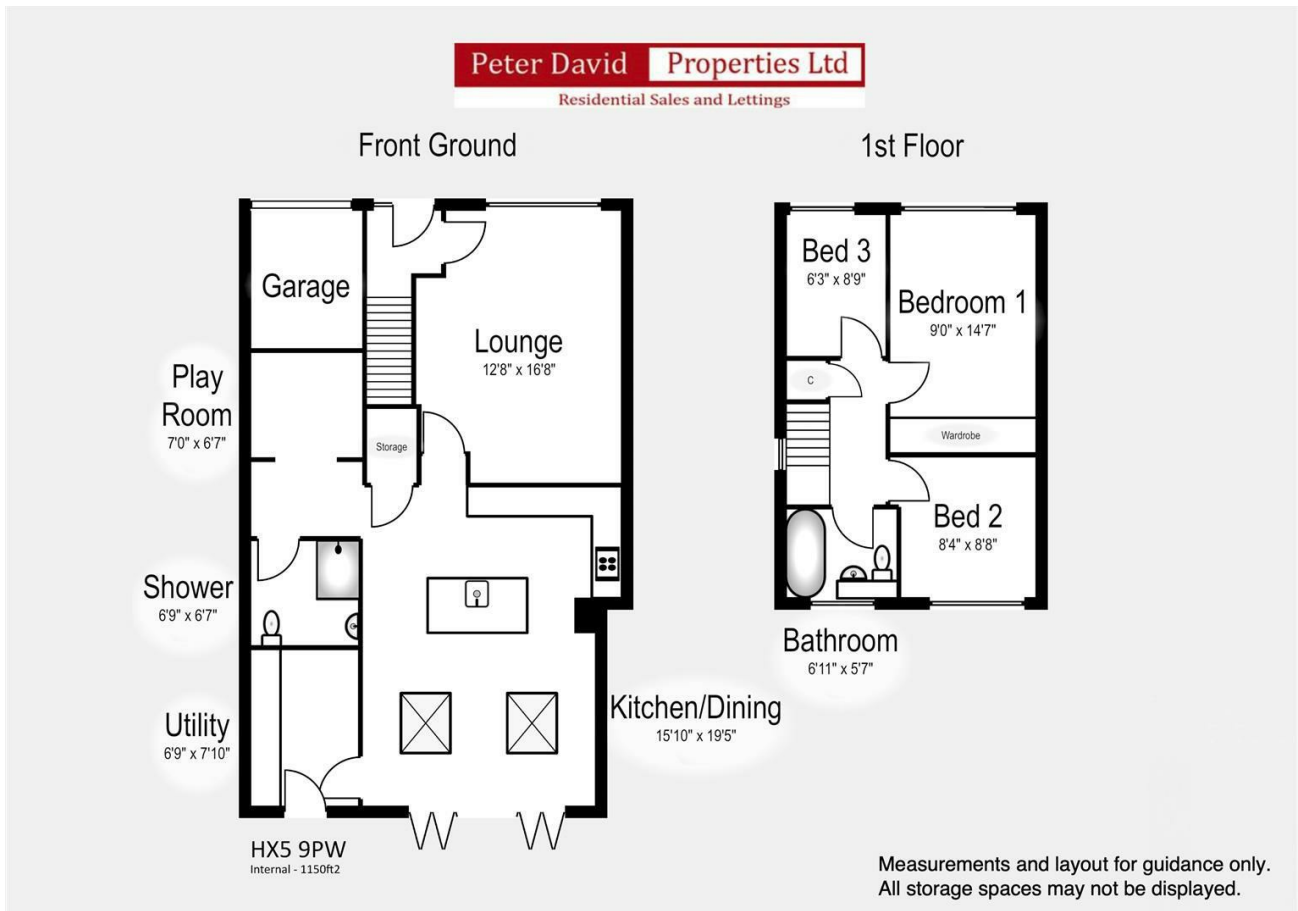 Peter David Properties Ltd
Residential Sales and Lettings
Front Ground
1st Floor
Garage
Lounge
12'8" x 16'8"
Play
Room
7'0" x 6'7"
Storage
Shower
6'9" x 6'7"
Utility
6'9" x 7'10"
Kitchen/Dining
15'10" x 19'5"
Bed 3
6'3" x 8'9"
Bedroom 1
9'0" x 14'7"
C
Wardrobe
Bed 2
8'4" x 8'8"
Bathroom
6'11" x 5'7"
HX5 9PW
Internal - 1150ft2
Measurements and layout for guidance only.
All storage spaces may not be displayed.